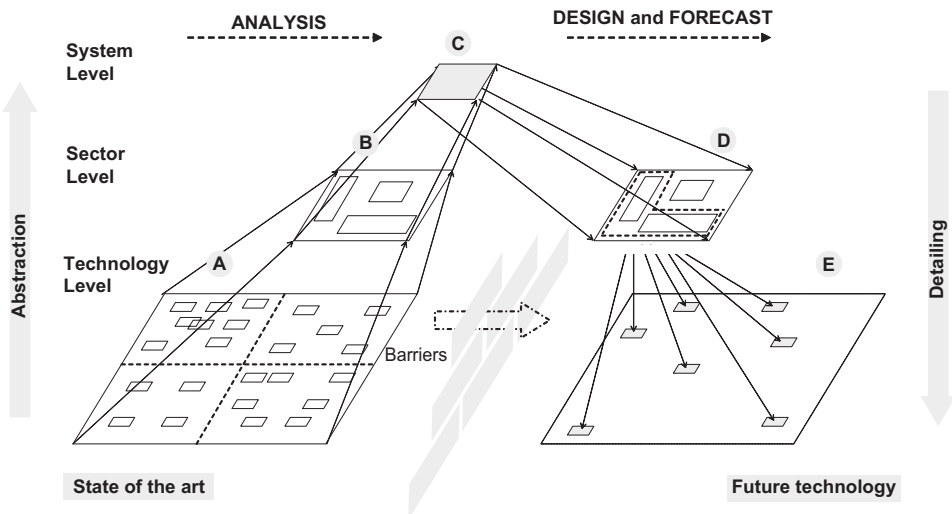 ANALYSIS
DESIGN and FORECAST
System
Level
C
Sector
Level
B
D
Technology
Level
A
E
Abstraction
Detailing
Barriers
State of the art
Future technology